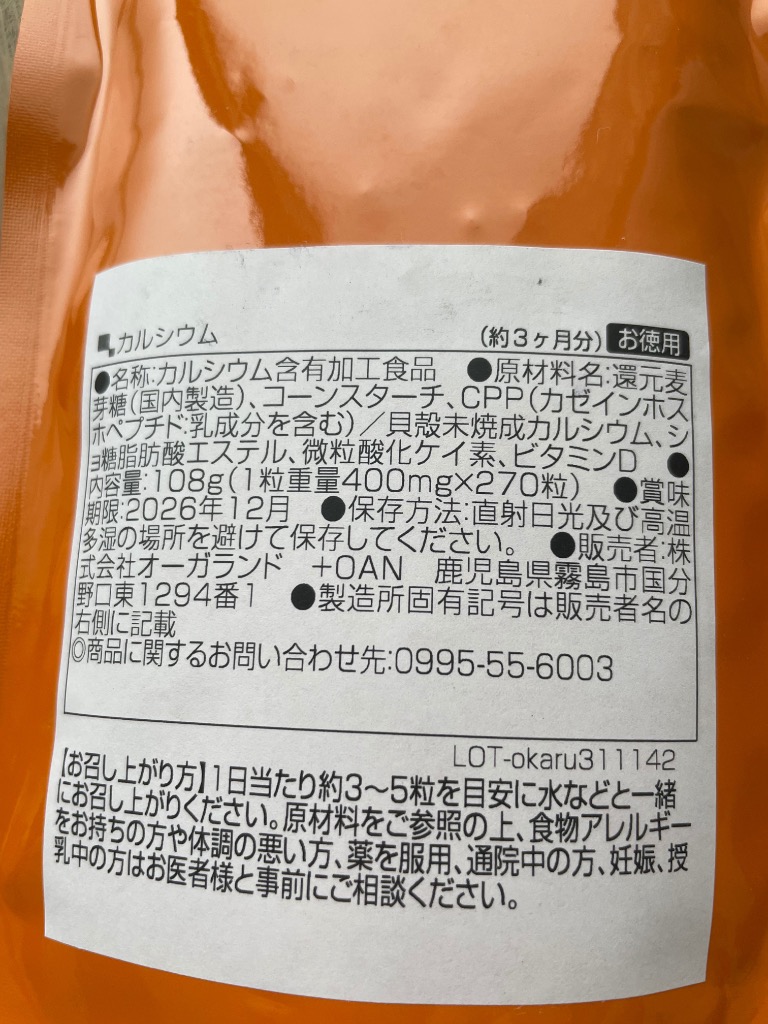 カルシウム (約3ヶ月分) お徳用
●名称:カルシウム含有加工食品 ●原材料名:還元麦
芽糖(国内製造)、コーンスターチ、CPP(カゼインホス
ホペプチド:乳成分を含む)/貝殻未焼成カルシウム、シ
ョ糖脂肪酸エステル、微粒酸化ケイ素、ビタミンD ●
内容量:108g(1粒重量400mg×270粒) ●賞味
期限:2026年12月 ●保存方法:直射日光及び高温
多湿の場所を避けて保存してください。 ●販売者:株
式会社オーガランド +OAN 鹿児島県霧島市国分
野口東1294番1 ●製造所固有記号は販売者名の
右側に記載
◎商品に関するお問い合わせ先:0995-55-6003
LOT-okaru311142
【お召し上がり方】1日当たり約3〜5粒を目安に水などと一緒
にお召し上がりください。原材料をご参照の上、食物アレルギー
をお持ちの方や体調の悪い方、薬を服用、通院中の方、妊娠、授
乳中の方はお医者様と事前にご相談ください。